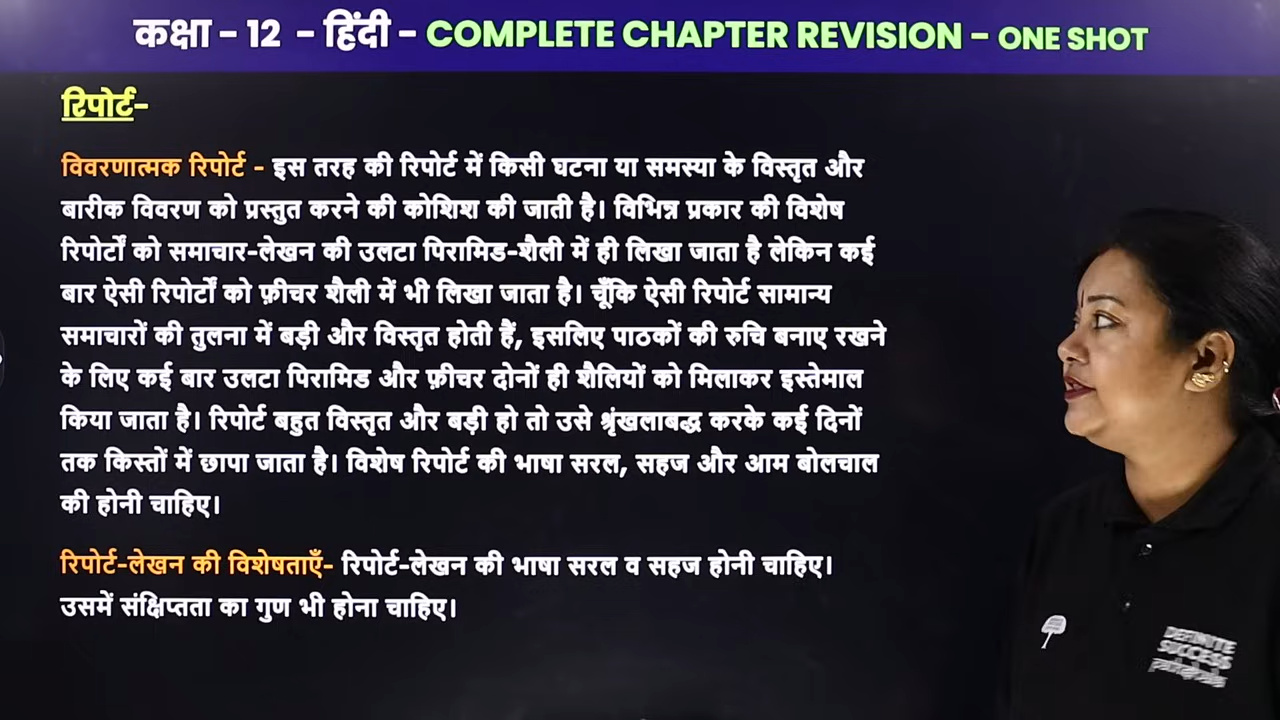 कक्षा - 12 - हिंदी - COMPLETE CHAPTER REVISION - ONE SHOT
रिपोर्ट-
विवरणात्मक रिपोर्ट - इस तरह की रिपोर्ट में किसी घटना या समस्या के विस्तृत और
बारीक विवरण को प्रस्तुत करने की कोशिश की जाती है। विभिन्न प्रकार की विशेष
रिपोर्टों को समाचार-लेखन की उलटा पिरामिड-शैली में ही लिखा जाता है लेकिन कई
बार ऐसी रिपोर्टों को फ़ीचर शैली में भी लिखा जाता है। चूँकि ऐसी रिपोर्ट सामान्य
समाचारों की तुलना में बड़ी और विस्तृत होती हैं, इसलिए पाठकों की रुचि बनाए रखने
के लिए कई बार उलटा पिरामिड और फ़ीचर दोनों ही शैलियों को मिलाकर इस्तेमाल
किया जाता है। रिपोर्ट बहुत विस्तृत और बड़ी हो तो उसे श्रृंखलाबद्ध करके कई दिनों
तक किस्तों में छापा जाता है। विशेष रिपोर्ट की भाषा सरल, सहज और आम बोलचाल
की होनी चाहिए।
रिपोर्ट-लेखन की विशेषताएँ- रिपोर्ट-लेखन की भाषा सरल व सहज होनी चाहिए।
उसमें संक्षिप्तता का गुण भी होना चाहिए।
DEFINITE
SUCCESS